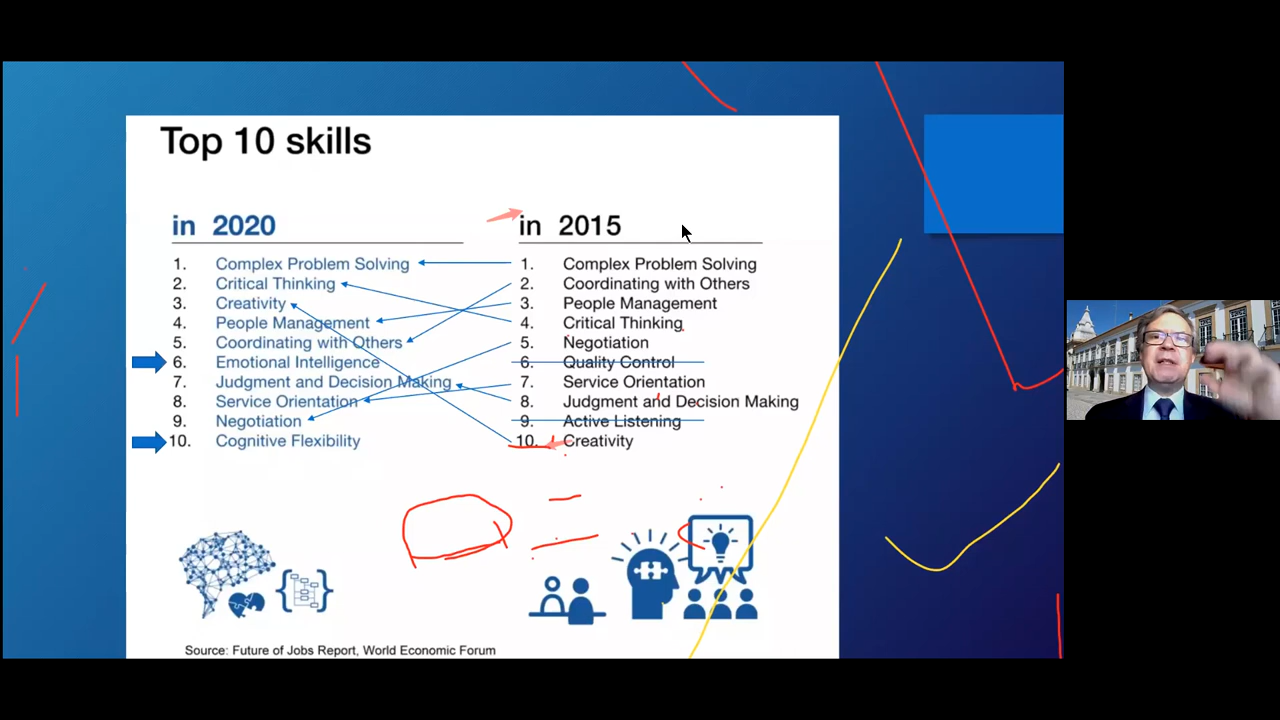 Top 10 skills
in 2020
1. Complex Problem Solving
2. Critical Thinking
3. Creativity
4. People Management
5. Coordinating with Others
6. Emotional Intelligence
7. Judgment and Decision Making
8. Service Orientation
9. Negotiation
10. Cognitive Flexibility
in 2015
1. Complex Problem Solving
2. Coordinating with Others
3. People Management
4. Critical Thinking
5. Negotiation
6. Quality Control
7. Service Orientation
8. Judgment and Decision Making
9. Active Listening
10. Creativity
Source: Future of Jobs Report, World Economic Forum